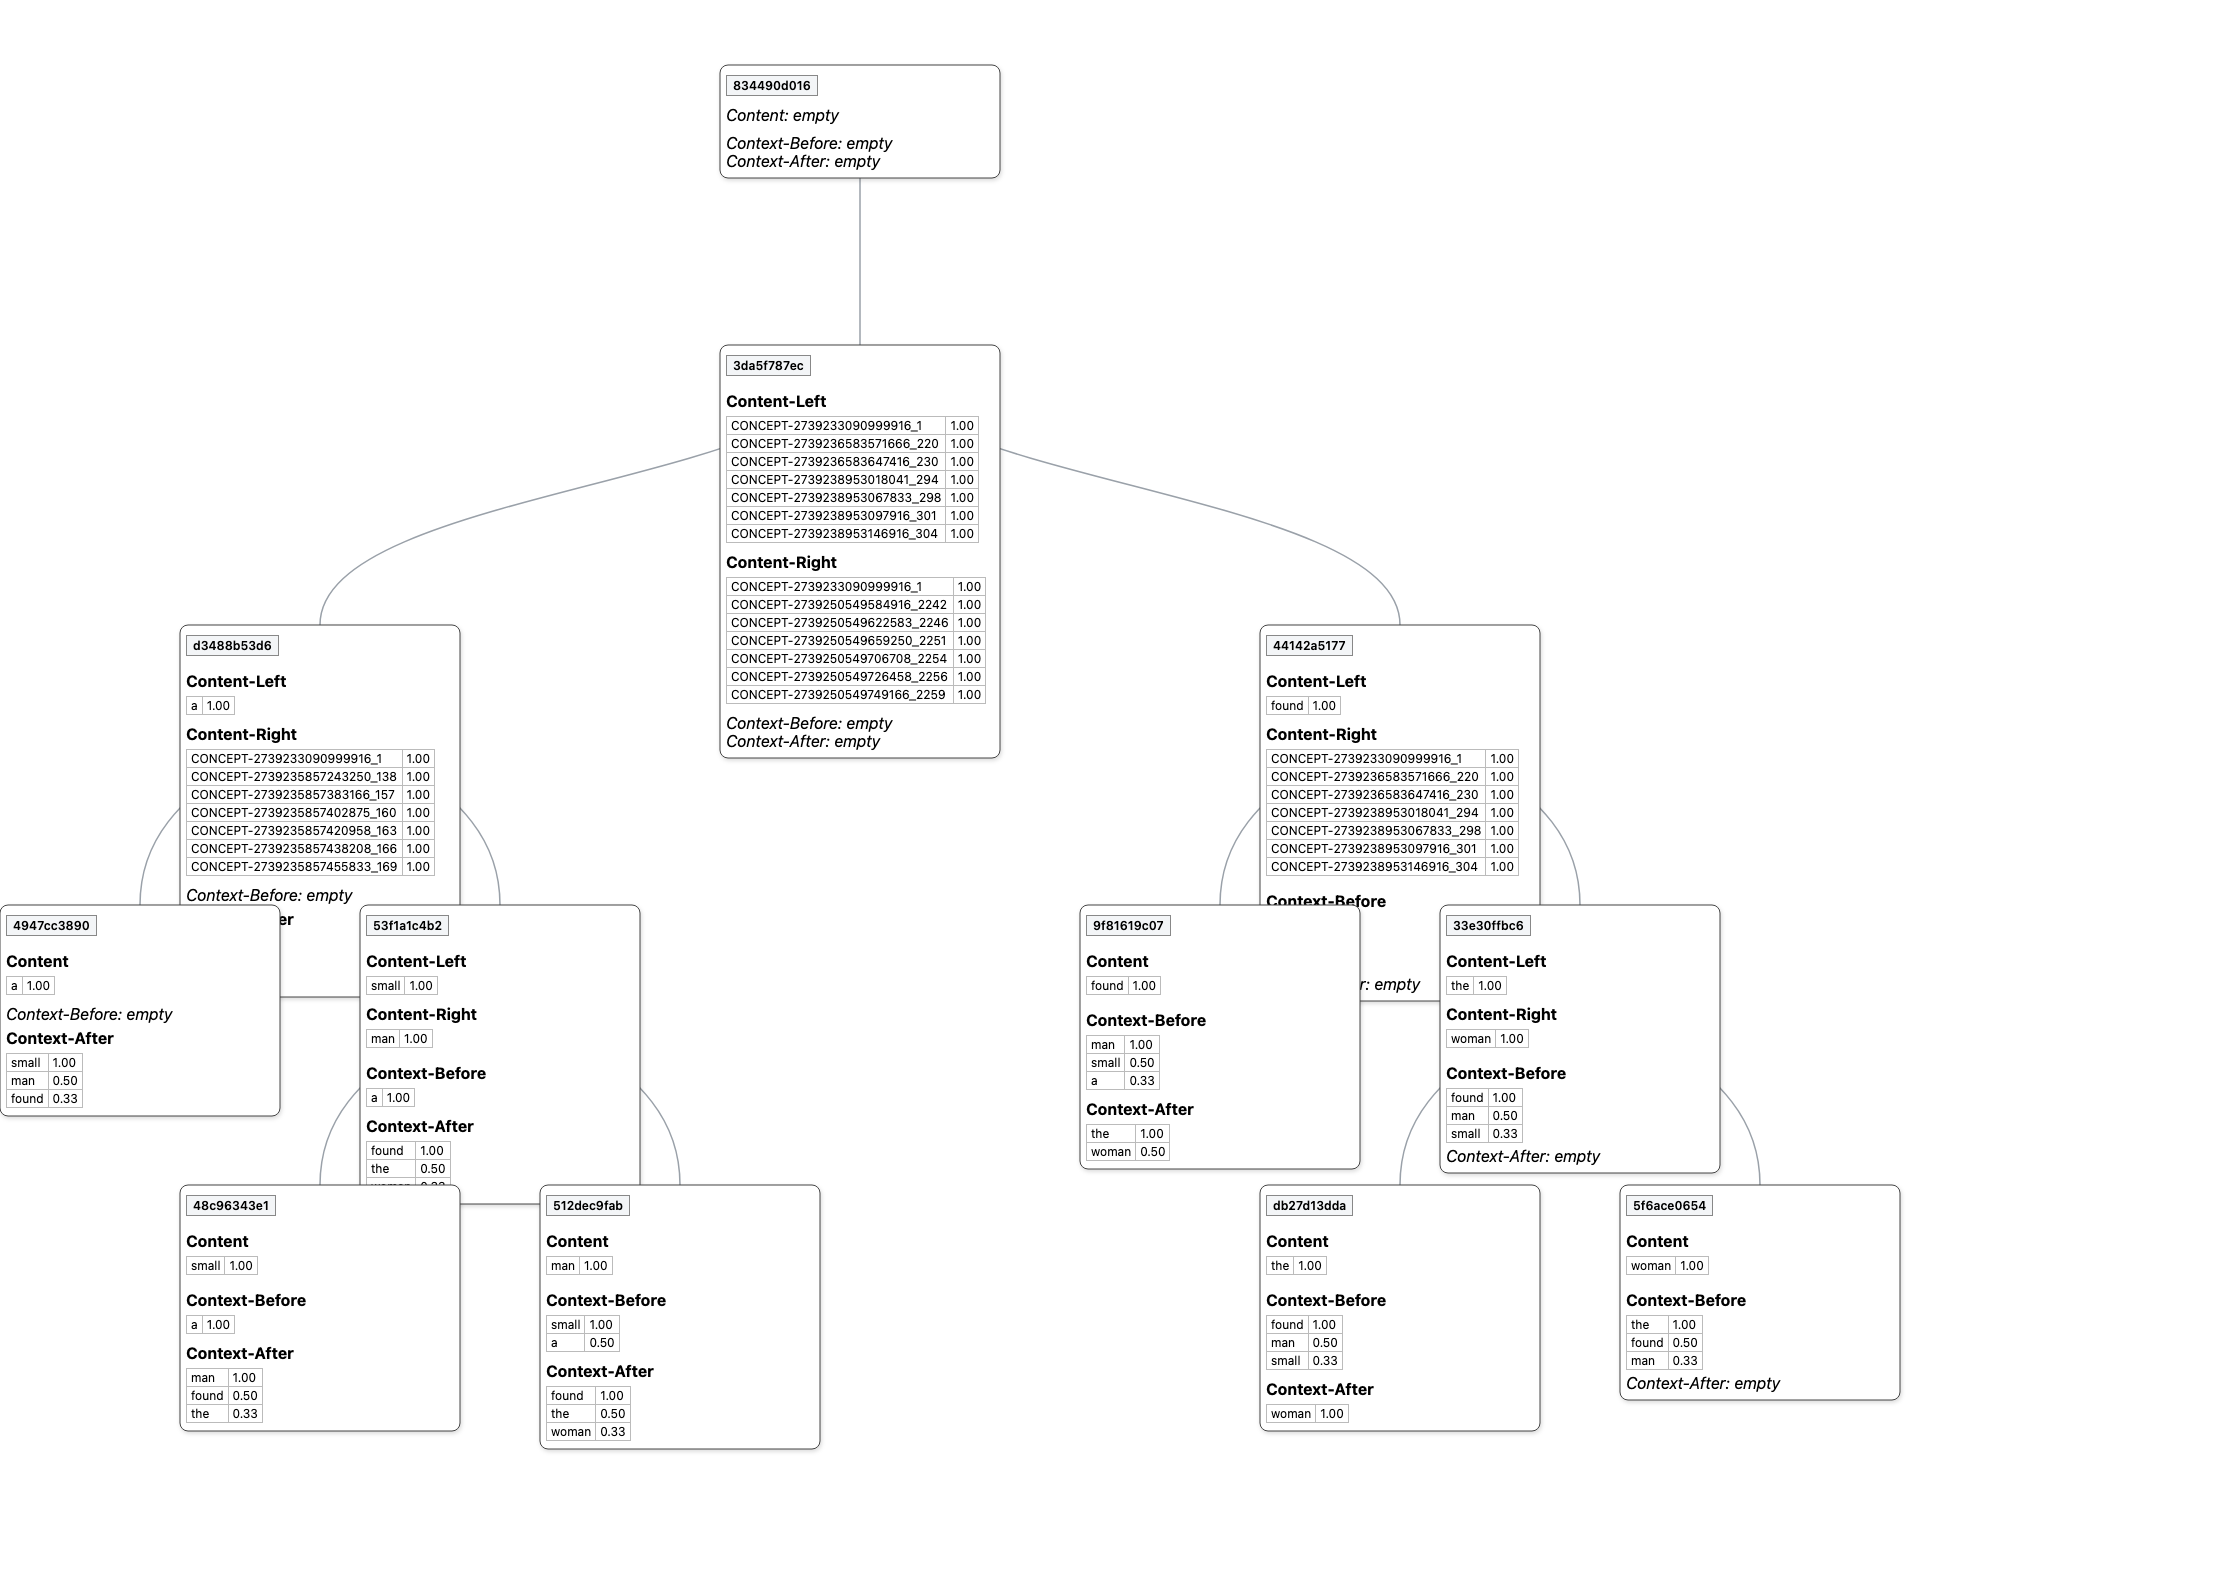 834490d016
Content: empty
Context-Before: empty
Context-After: empty
3da5f787ec
Content-Left
CONCEPT-2739233090999916_1 1.00
CONCEPT-2739236583571666_220 1.00
CONCEPT-2739236583647416_230 1.00
CONCEPT-2739238953018041_294 1.00
CONCEPT-2739238953067833_298 1.00
CONCEPT-2739238953097916_301 1.00
CONCEPT-2739238953146916_304 1.00
Content-Right
CONCEPT-2739233090999916_1 1.00
CONCEPT-2739250549584916_2242 1.00
CONCEPT-2739250549622583_2246 1.00
CONCEPT-2739250549659250_2251 1.00
CONCEPT-2739250549706708_2254 1.00
CONCEPT-2739250549726458_2256 1.00
CONCEPT-2739250549749166_2259 1.00
Context-Before: empty
Context-After: empty
d3488b53d6
Content-Left
a 1.00
Content-Right
CONCEPT-2739233090999916_1 1.00
CONCEPT-2739235857243250_138 1.00
CONCEPT-2739235857383166_157 1.00
CONCEPT-2739235857402875_160 1.00
CONCEPT-2739235857420958_163 1.00
CONCEPT-2739235857438208_166 1.00
CONCEPT-2739235857455833_169 1.00
Context-Before: empty
er
44142a5177
Content-Left
found 1.00
Content-Right
CONCEPT-2739233090999916_1 1.00
CONCEPT-2739236583571666_220 1.00
CONCEPT-2739236583647416_230 1.00
CONCEPT-2739238953018041_294 1.00
CONCEPT-2739238953067833_298 1.00
CONCEPT-2739238953097916_301 1.00
CONCEPT-2739238953146916_304 1.00
Context-Before
r: empty
4947cc3890
Content
a 1.00
Context-Before: empty
Context-After
small 1.00
man 0.50
found 0.33
53f1a1c4b2
Content-Left
small 1.00
Content-Right
man 1.00
Context-Before
a 1.00
Context-After
found 1.00
the 0.50
9f81619c07
Content
found 1.00
Context-Before
man 1.00
small 0.50
a 0.33
Context-After
the 1.00
woman 0.50
33e30ffbc6
Content-Left
the 1.00
Content-Right
woman 1.00
Context-Before
found 1.00
man 0.50
small 0.33
Context-After: empty
48c96343e1
Content
small 1.00
Context-Before
a 1.00
Context-After
man 1.00
found 0.50
the 0.33
512dec9fab
Content
man 1.00
Context-Before
small 1.00
a 0.50
Context-After
found 1.00
the 0.50
woman 0.33
db27d13dda
Content
the 1.00
Context-Before
found 1.00
man 0.50
small 0.33
Context-After
woman 1.00
5f6ace0654
Content
woman 1.00
Context-Before
the 1.00
found 0.50
man 0.33
Context-After: empty